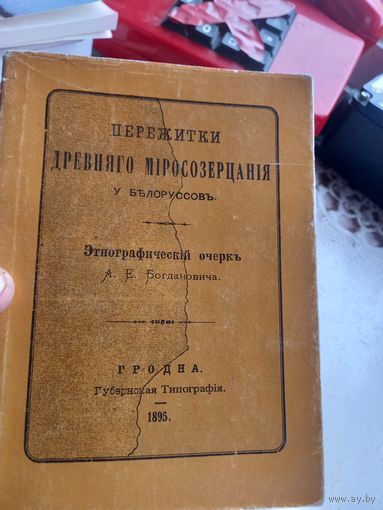 ПЕРЕЖИТКИ
ДРЕВНЯГО МІРОСОЗЕРЦАНІЯ
У БѢЛОРУССОВЪ.
Этнографическій очеркъ
А. Е. Богдановича.
ГРОДНА.
Губернская Типографія.
1895.
www.ay.by